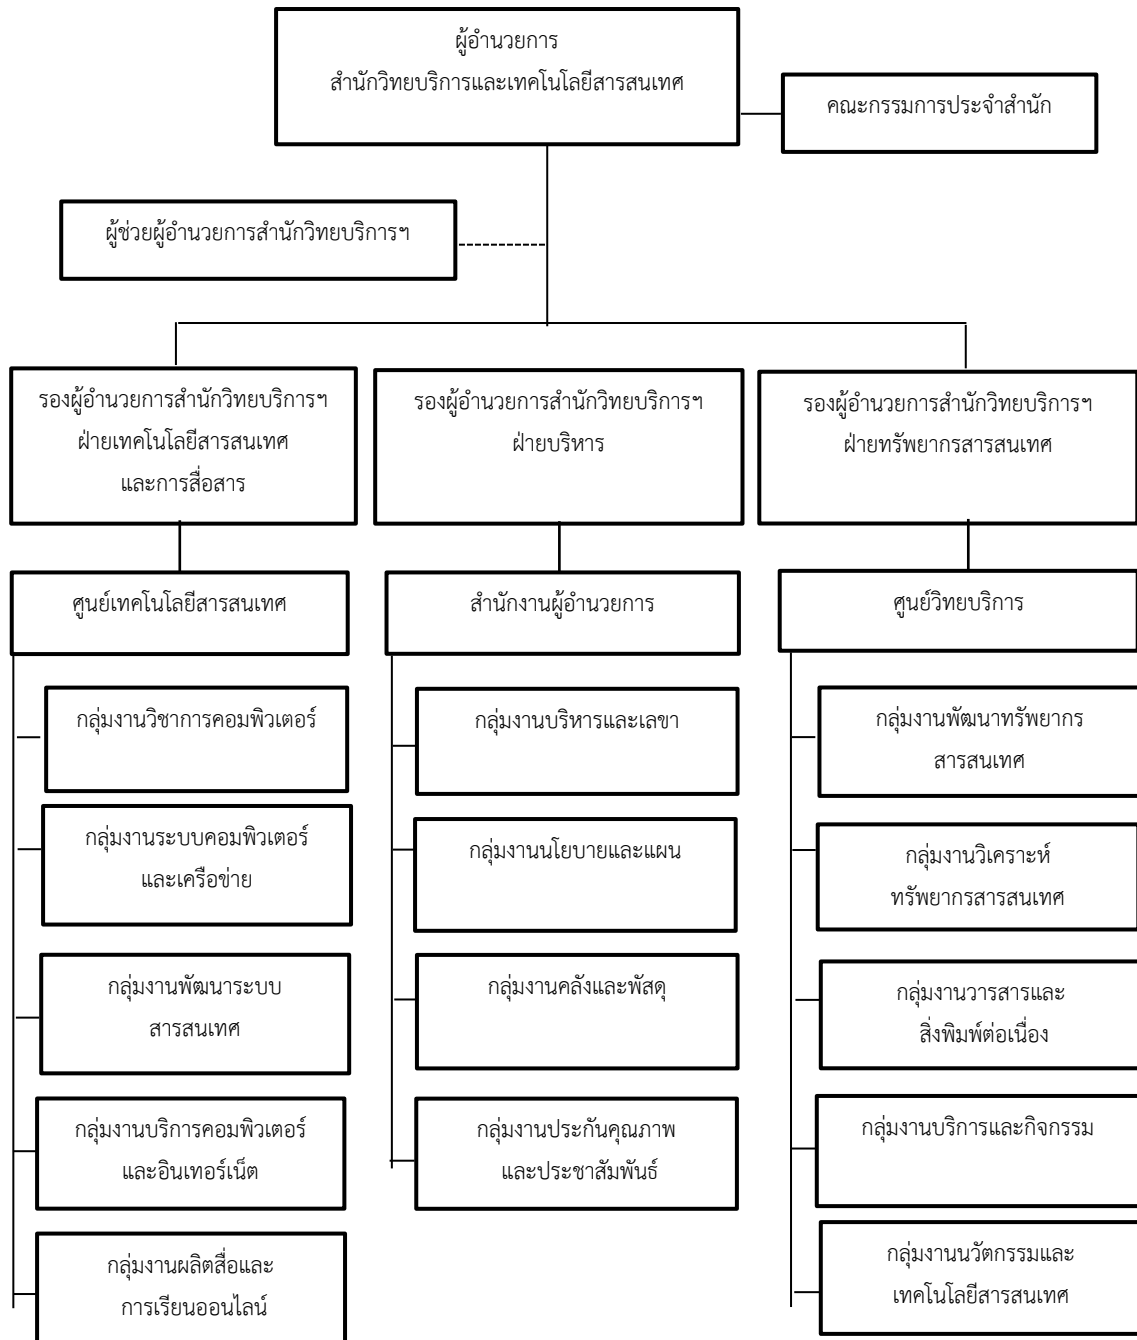 ผู้อำนวยการ
สำนักวิทยบริการและเทคโนโลยีสารสนเทศ
คณะกรรมการประจำสำนัก
ผู้ช่วยผู้อำนวยการสำนักวิทยบริการฯ
รองผู้อำนวยการสำนักวิทยบริการฯ
ฝ่ายเทคโนโลยีสารสนเทศ
และการสื่อสาร
รองผู้อำนวยการสำนักวิทยบริการฯ
ฝ่ายบริหาร
รองผู้อำนวยการสำนักวิทยบริการฯ
ฝ่ายทรัพยากรสารสนเทศ
ศูนย์เทคโนโลยีสารสนเทศ
สำนักงานผู้อำนวยการ
ศูนย์วิทยบริการ
กลุ่มงานวิชาการคอมพิวเตอร์
กลุ่มงานระบบคอมพิวเตอร์
และเครือข่าย
กลุ่มงานพัฒนาระบบ
สารสนเทศ
กลุ่มงานบริการคอมพิวเตอร์
และอินเทอร์เน็ต
กลุ่มงานผลิตสื่อและ
การเรียนออนไลน์
กลุ่มงานบริหารและเลขา
กลุ่มงานนโยบายและแผน
กลุ่มงานคลังและพัสดุ
กลุ่มงานประกันคุณภาพ
และประชาสัมพันธ์
กลุ่มงานพัฒนาทรัพยากร
สารสนเทศ
กลุ่มงานวิเคราะห์
ทรัพยากรสารสนเทศ
กลุ่มงานวารสารและ
สิ่งพิมพ์ต่อเนื่อง
กลุ่มงานบริการและกิจกรรม
กลุ่มงานนวัตกรรมและ
เทคโนโลยีสารสนเทศ